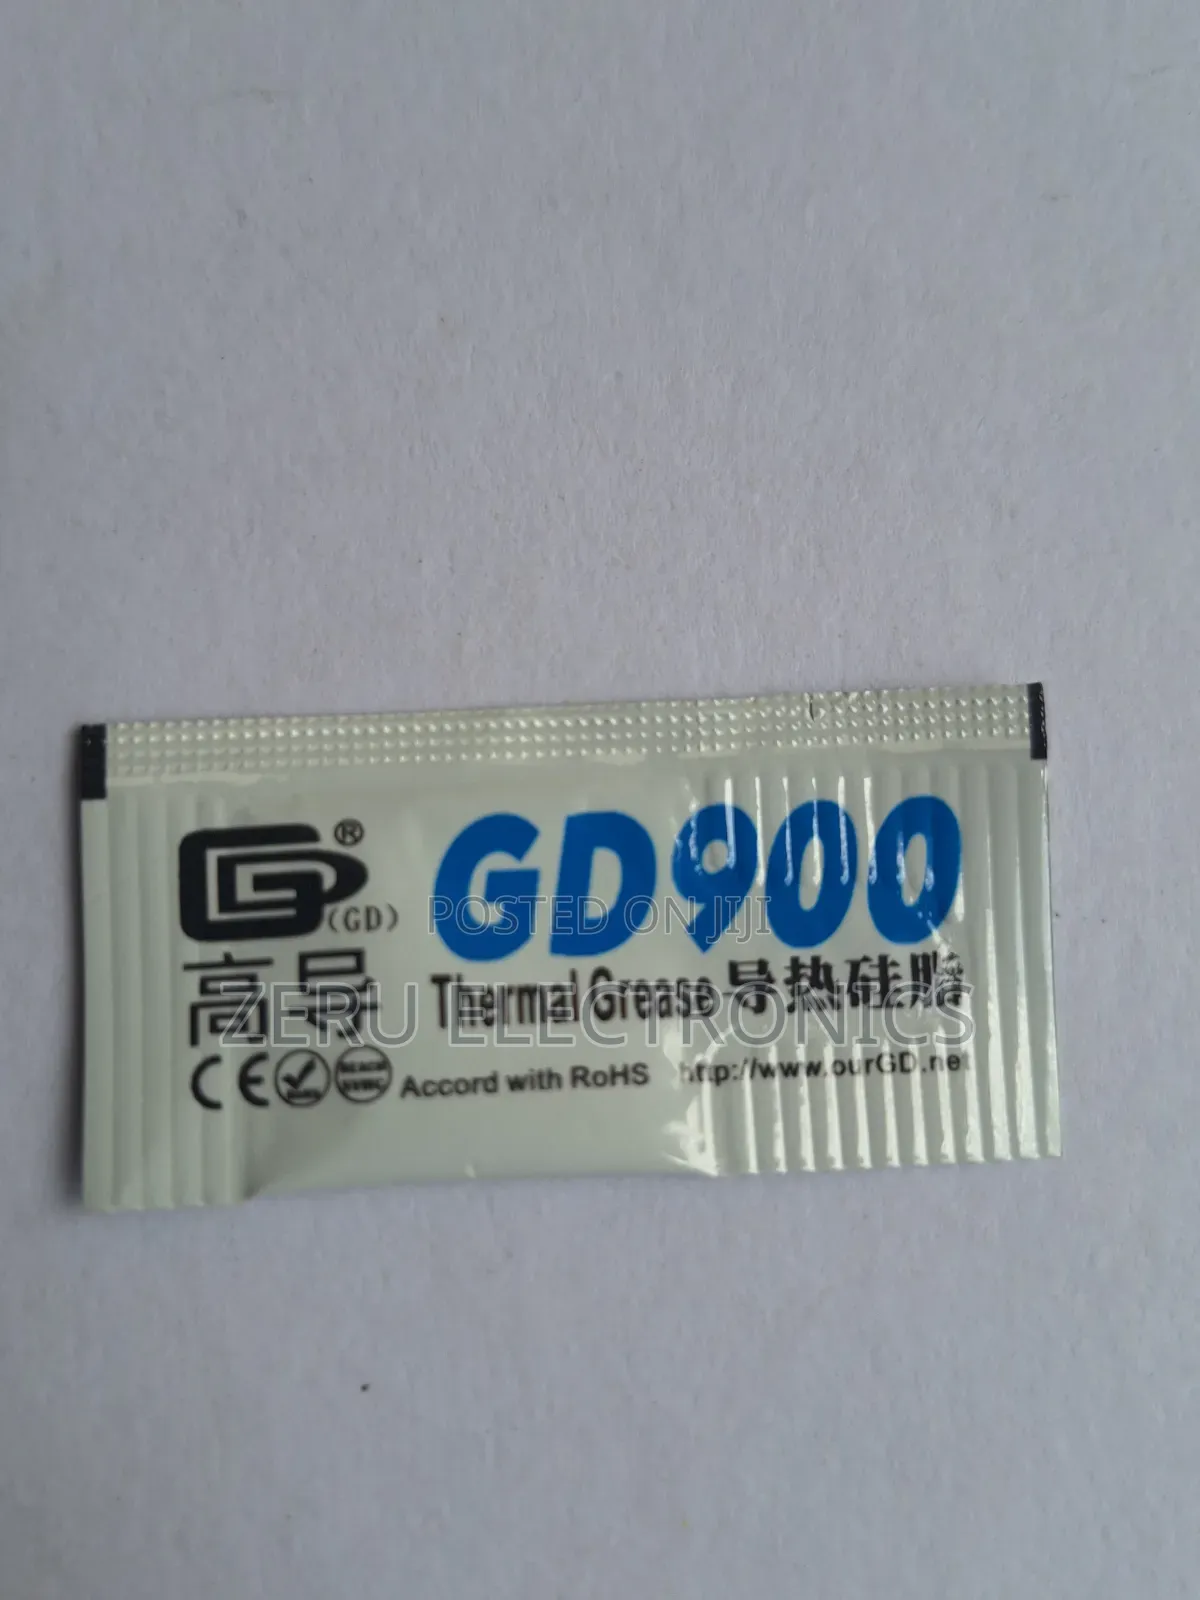 ®
(GD)
GD900
高导
Thermal Grease 导热硅脂
CE Accord with RoHS http://www.ourGD.net
POSTED ON JIJI
ZERU ELECTRONICS